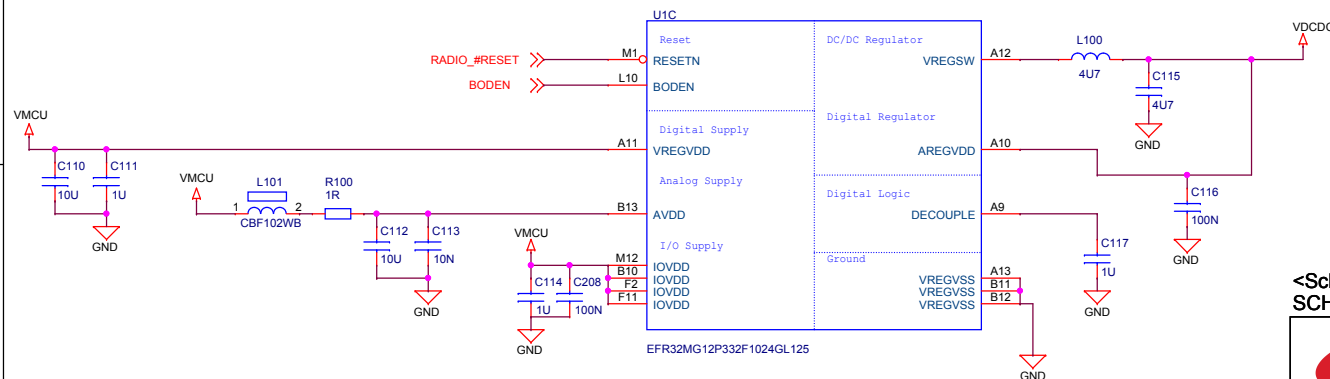 U1C
Reset
DC/DC Regulator
RADIO_#RESET
M1
RESETN
BODEN
L10
BODEN
VREGSW
A12
L100
4U7
C115
4U7
GND
VDCDC
VMCU
C110
10U
C111
1U
GND
Digital Supply
A11
VREGVDD
Digital Regulator
AREGVDD
A10
C116
100N
GND
VMCU
L101
1
2
CBF102WB
R100
1R
Analog Supply
B13
AVDD
C112
10U
C113
10N
GND
Digital Logic
DECOUPLE
A9
C117
1U
GND
VMCU
C114
1U
C208
100N
GND
I/O Supply
M12
IOVDD
B10
IOVDD
F2
IOVDD
F11
IOVDD
Ground
VREGVSS
A13
VREGVSS
B11
VREGVSS
B12
GND
EFR32MG12P332F1024GL125
SCH